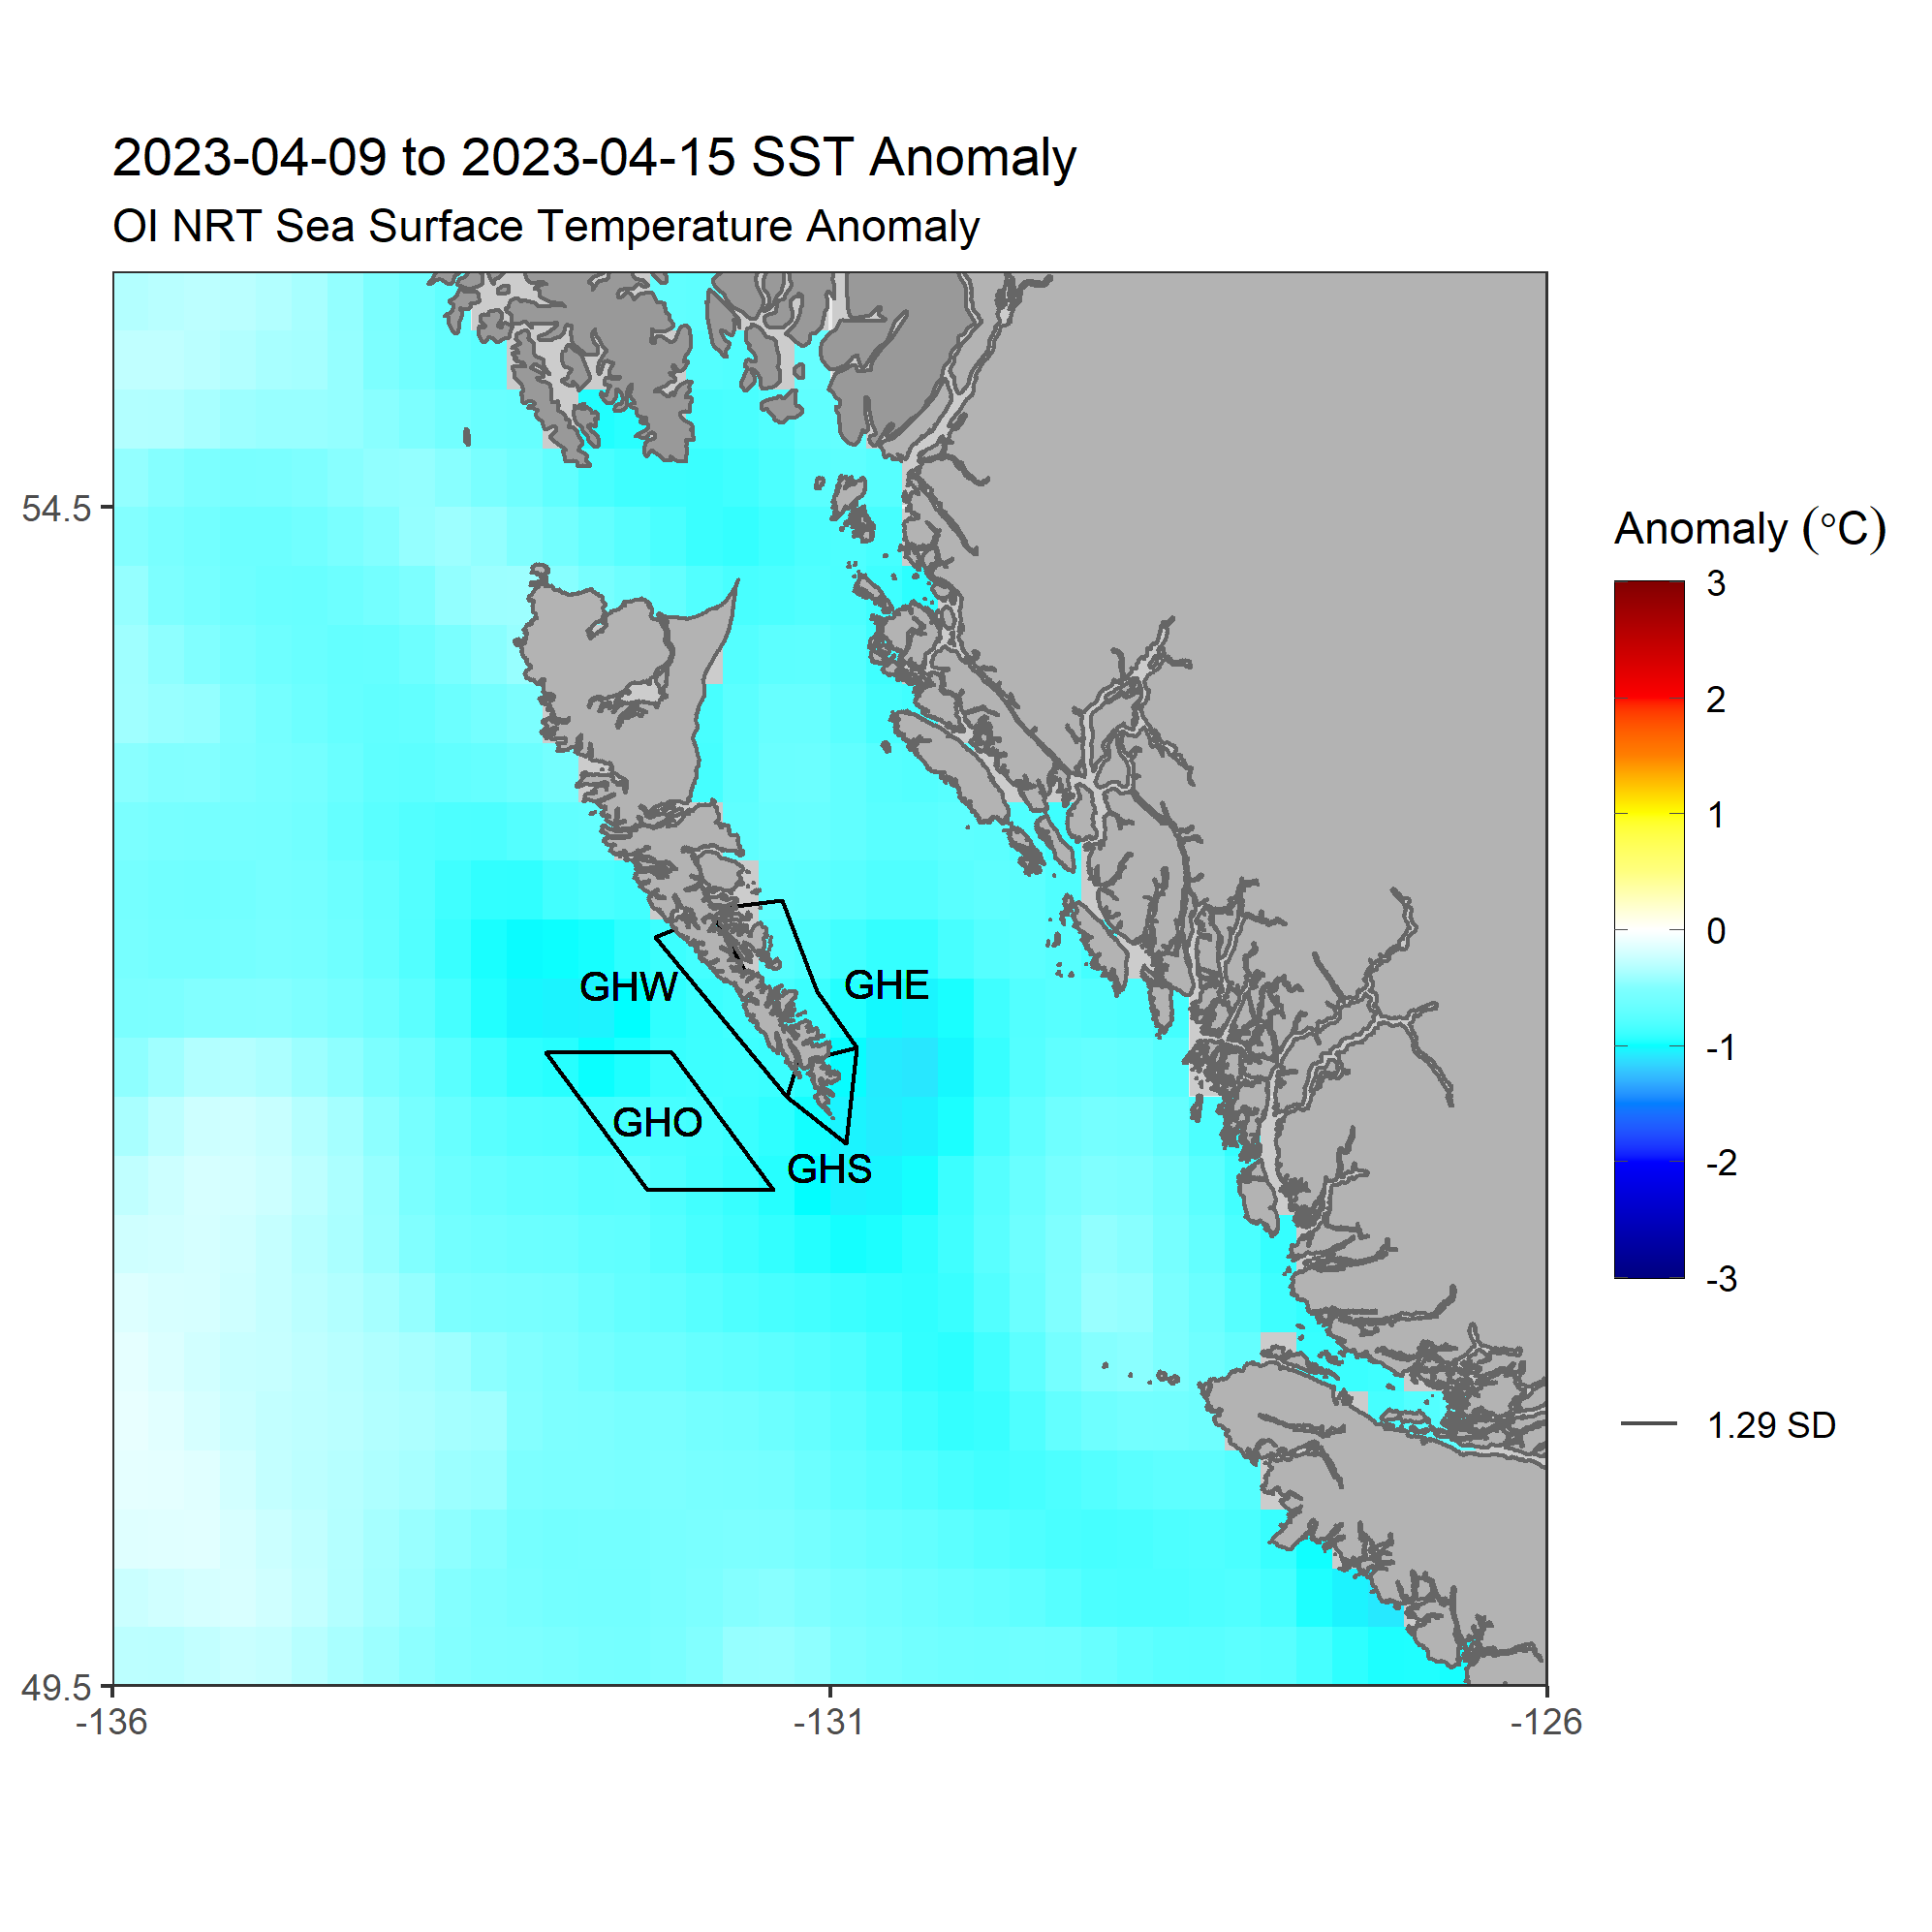 2023-04-09 to 2023-04-15 SST Anomaly
OI NRT Sea Surface Temperature Anomaly
54.5
49.5
-136
-131
-126
GHW
GHE
GHO
GHS
Anomaly (°C)
3
2
1
0
-1
-2
-3
1.29 SD